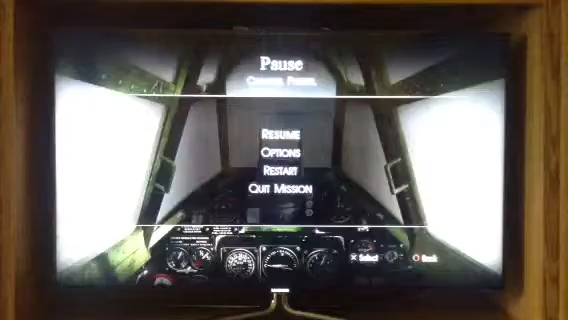 Pause
RESUME
OPTIONS
RESTART
QUIT MISSION
X Select
O Back